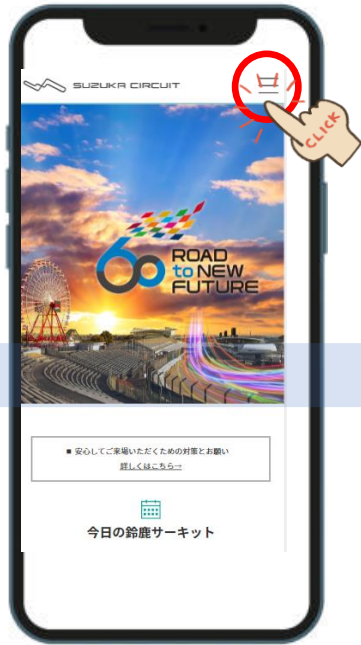 SUZUKA CIRCUIT
CLICK
60
ROAD
to NEW
FUTURE
■ 安心してご来場いただくための対策とお願い
詳しくはこちら→
今日の鈴鹿サーキット